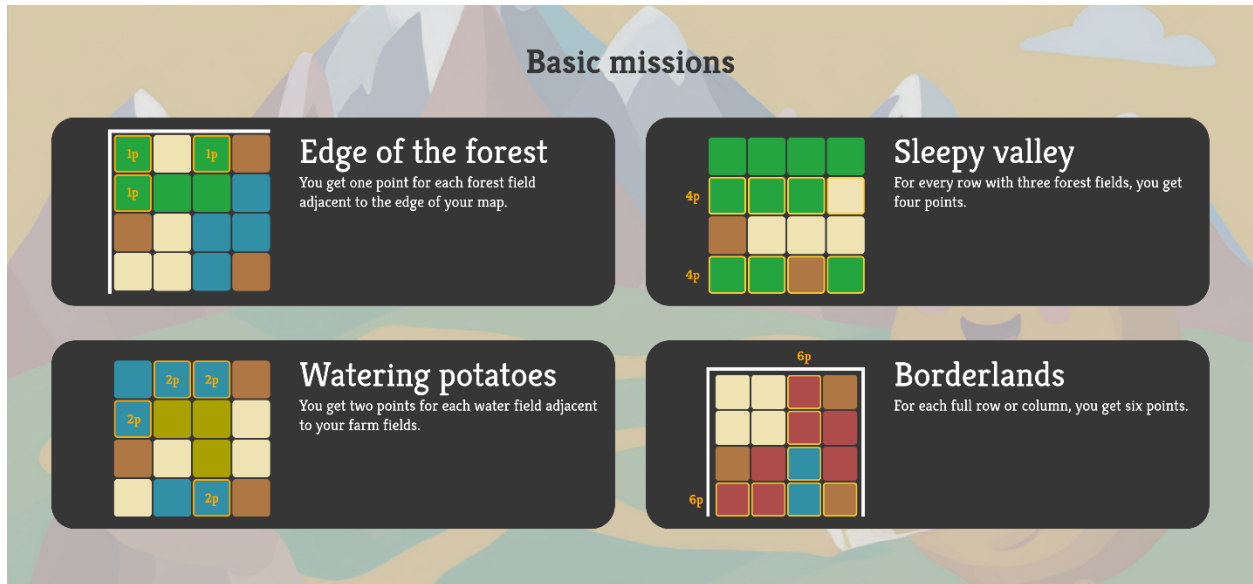 Basic missions
1p
1p
1p
Edge of the forest
You get one point for each forest field
adjacent to the edge of your map.
4p
4p
Sleepy valley
For every row with three forest fields, you get
four points.
2p
2p
2p
2p
Watering potatoes
You get two points for each water field adjacent
to your farm fields.
6p
6p
Borderlands
For each full row or column, you get six points.